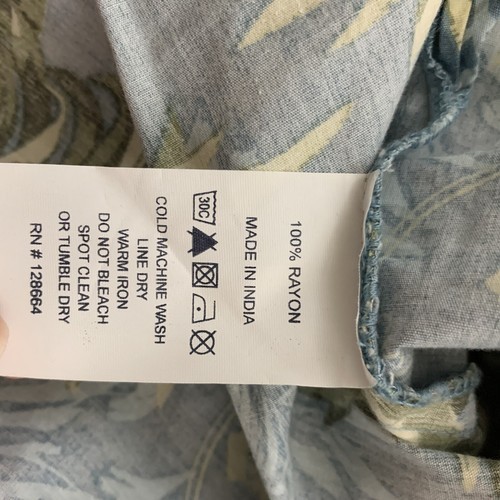 100% RAYON
MADE IN INDIA
30C
COLD MACHINE WASH
LINE DRY
WARM IRON
DO NOT BLEACH
SPOT CLEAN
OR TUMBLE DRY
RN # 128664